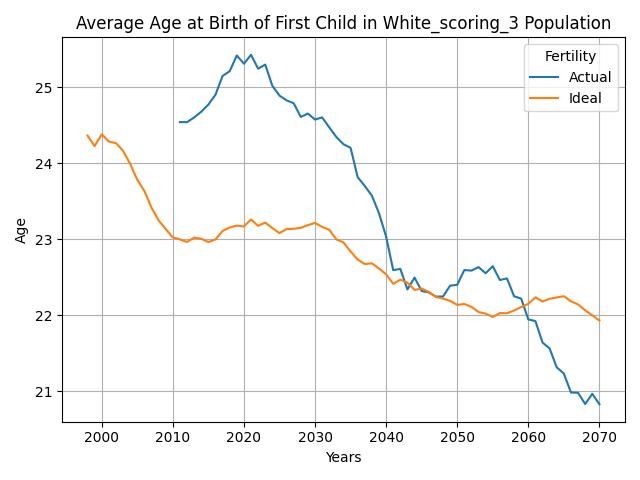 Average Age at Birth of First Child in White_scoring_3 Population
Fertility
Actual
Ideal
Age
25
24
23
22
21
2000 2010 2020 2030 2040 2050 2060 2070
Years